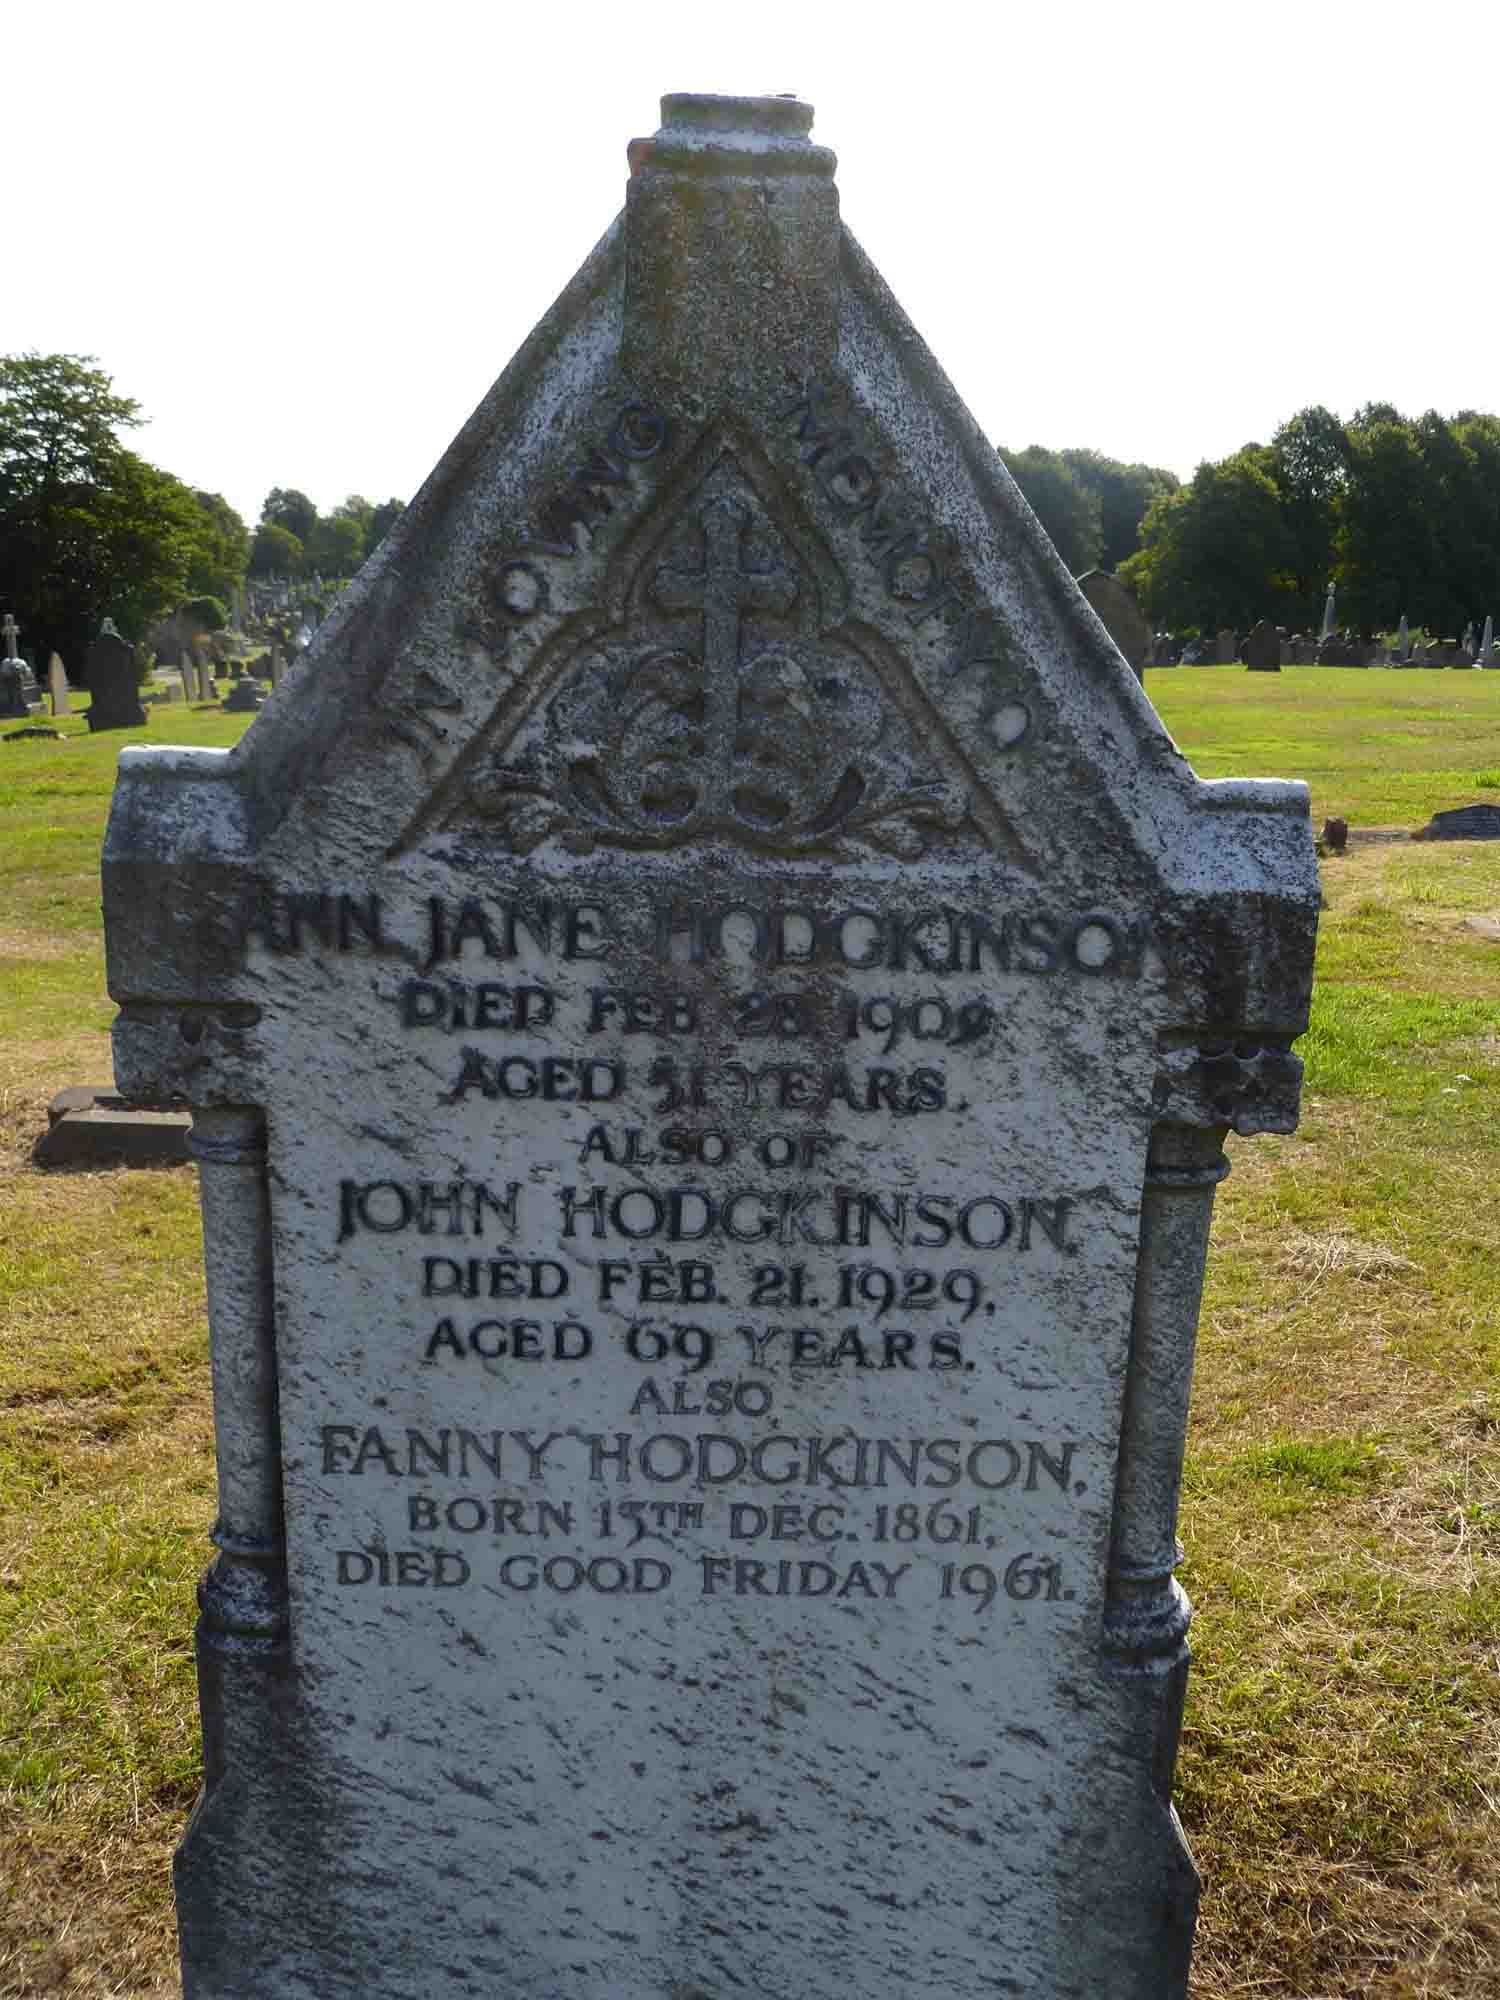 IN LOVING MEMORY OF
ANN JANE HODGKINSON
DIED FEB 28 1909
AGED 51 YEARS.
ALSO OF
JOHN HODGKINSON
DIED FEB. 21. 1929,
AGED 69 YEARS.
ALSO
FANNY HODGKINSON,
BORN 15TH DEC. 1861,
DIED GOOD FRIDAY 1961.